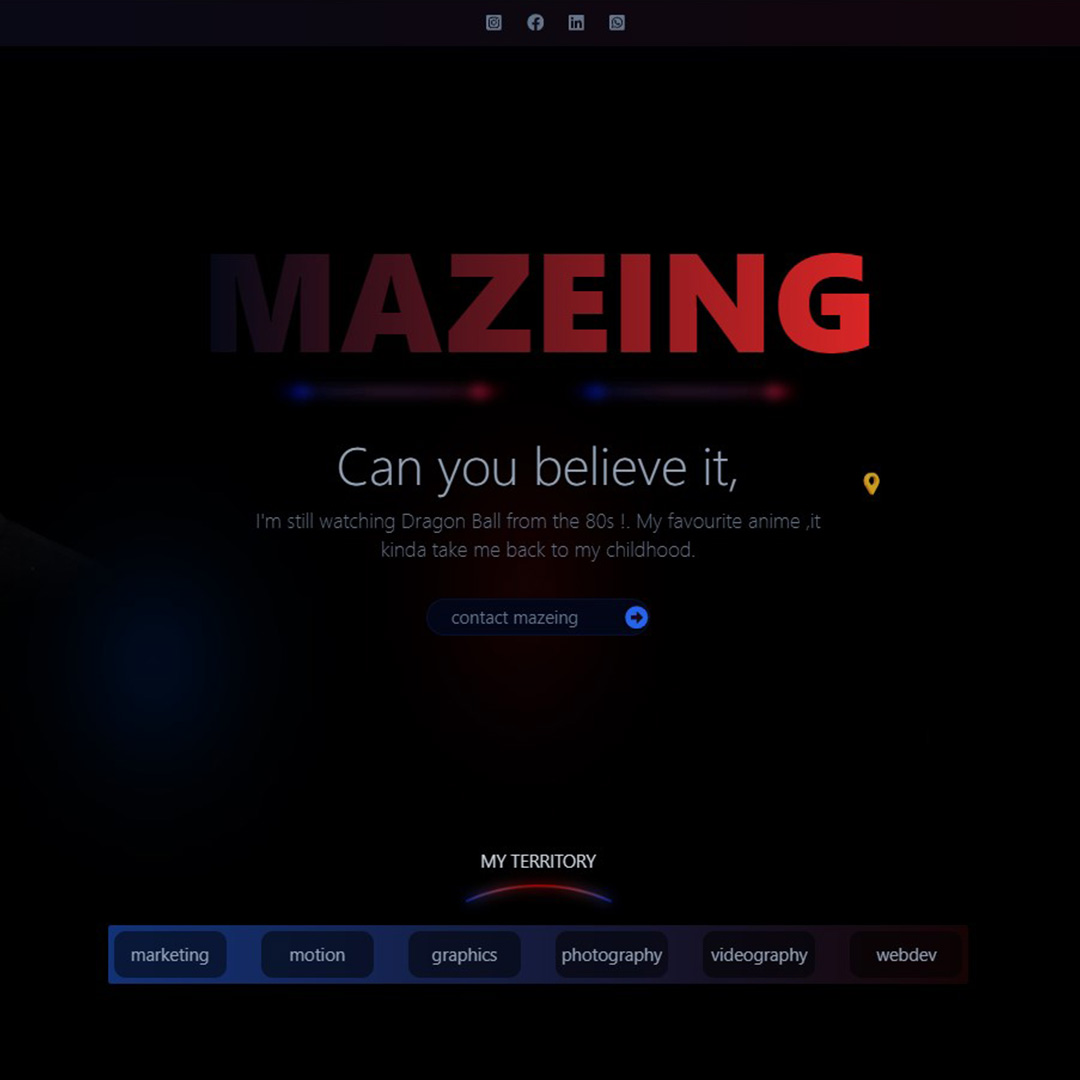 MAZEING
Can you believe it,
I'm still watching Dragon Ball from the 80s !. My favourite anime ,it
kinda take me back to my childhood.
contact mazeing
MY TERRITORY
marketing motion graphics photography videography webdev